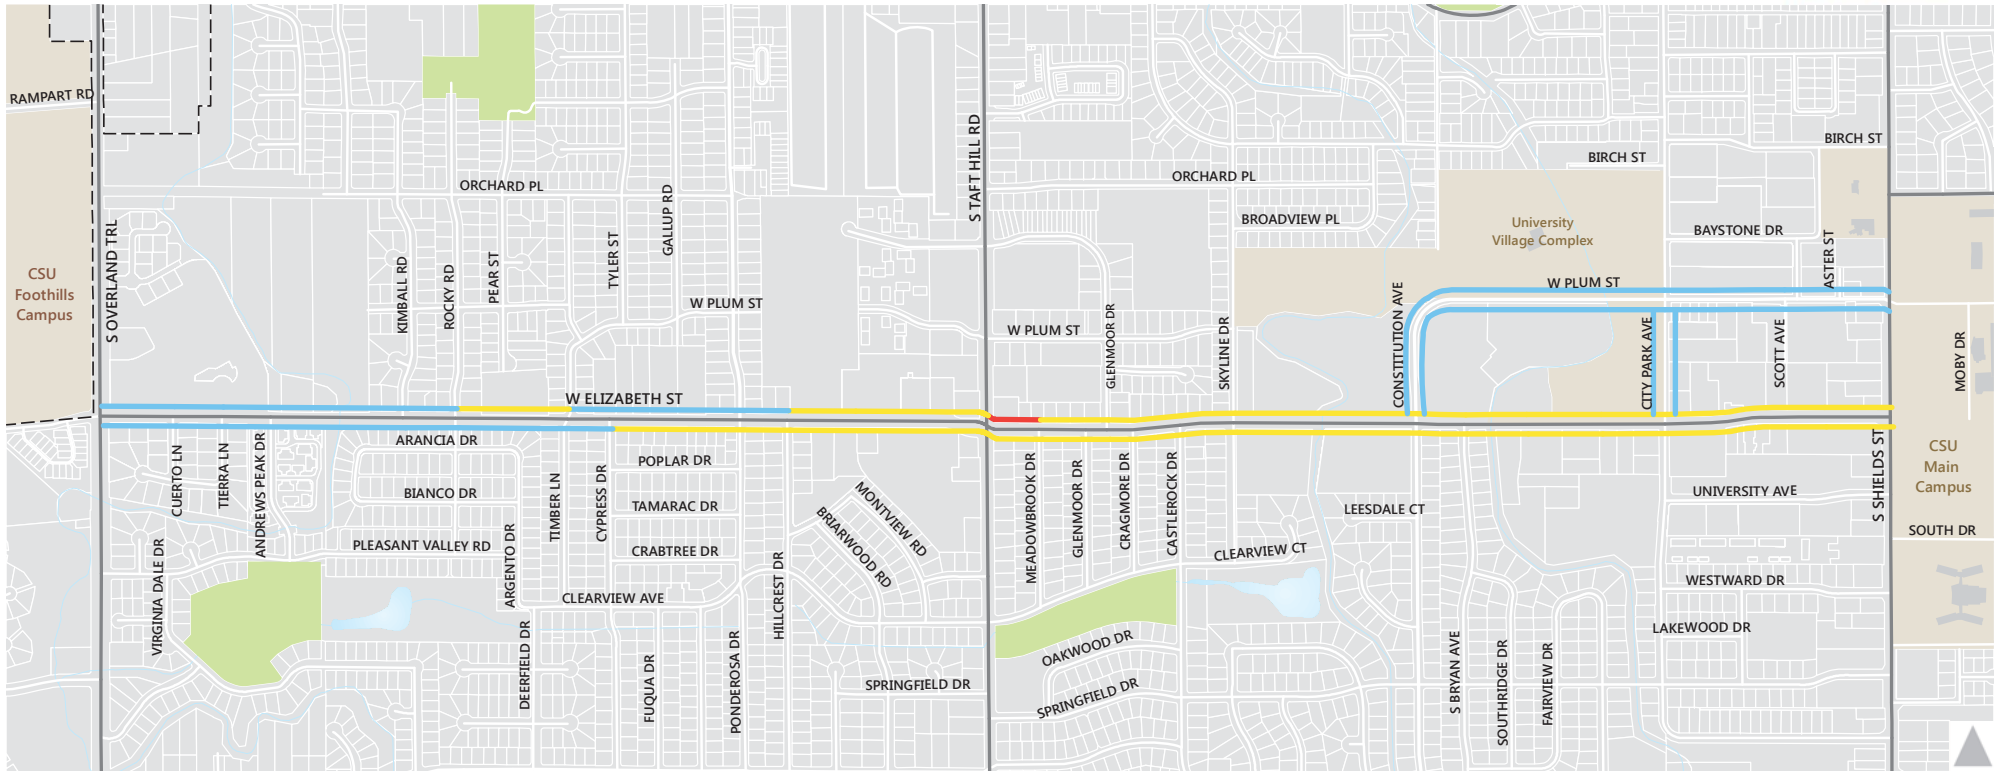 RAMPART RD
BIRCH ST
BIRCH ST
S TAFT HILL RD
ORCHARD PL
ORCHARD PL
GALLUP RD
BROADVIEW PL
University
Village Complex
BAYSTONE DR
ASTER ST
S OVERLAND TRL
CSU
Foothills
Campus
KIMBALL RD
ROCKY RD
PEAR ST
TYLER ST
W PLUM ST
W PLUM ST
GLENMOOR DR
SKYLINE DR
CONSTITUTION AVE
W PLUM ST
CITY PARK AVE
SCOTT AVE
MOBY DR
W ELIZABETH ST
CUERTO LN
TIERRA LN
ANDREWS PEAK DR
ARANCIA DR
BIANCO DR
PLEASANT VALLEY RD
ARGENTO DR
TIMBER LN
CYPRESS DR
POPLAR DR
TAMARAC DR
CRABTREE DR
MONTVIEW RD
BRIARWOOD RD
MEADOWBROOK DR
GLENMOOR DR
CRAGMORE DR
CASTLEROCK DR
CLEARVIEW CT
LEESDALE CT
UNIVERSITY AVE
S SHIELDS ST
CSU
Main
Campus
SOUTH DR
VIRGINIA DALE DR
CLEARVIEW AVE
HILLCREST DR
WESTWARD DR
LAKEWOOD DR
DEERFIELD DR
FUQUA DR
PONDEROSA DR
SPRINGFIELD DR
OAKWOOD DR
SPRINGFIELD DR
S BRYAN AVE
SOUTHRIDGE DR
FAIRVIEW DR